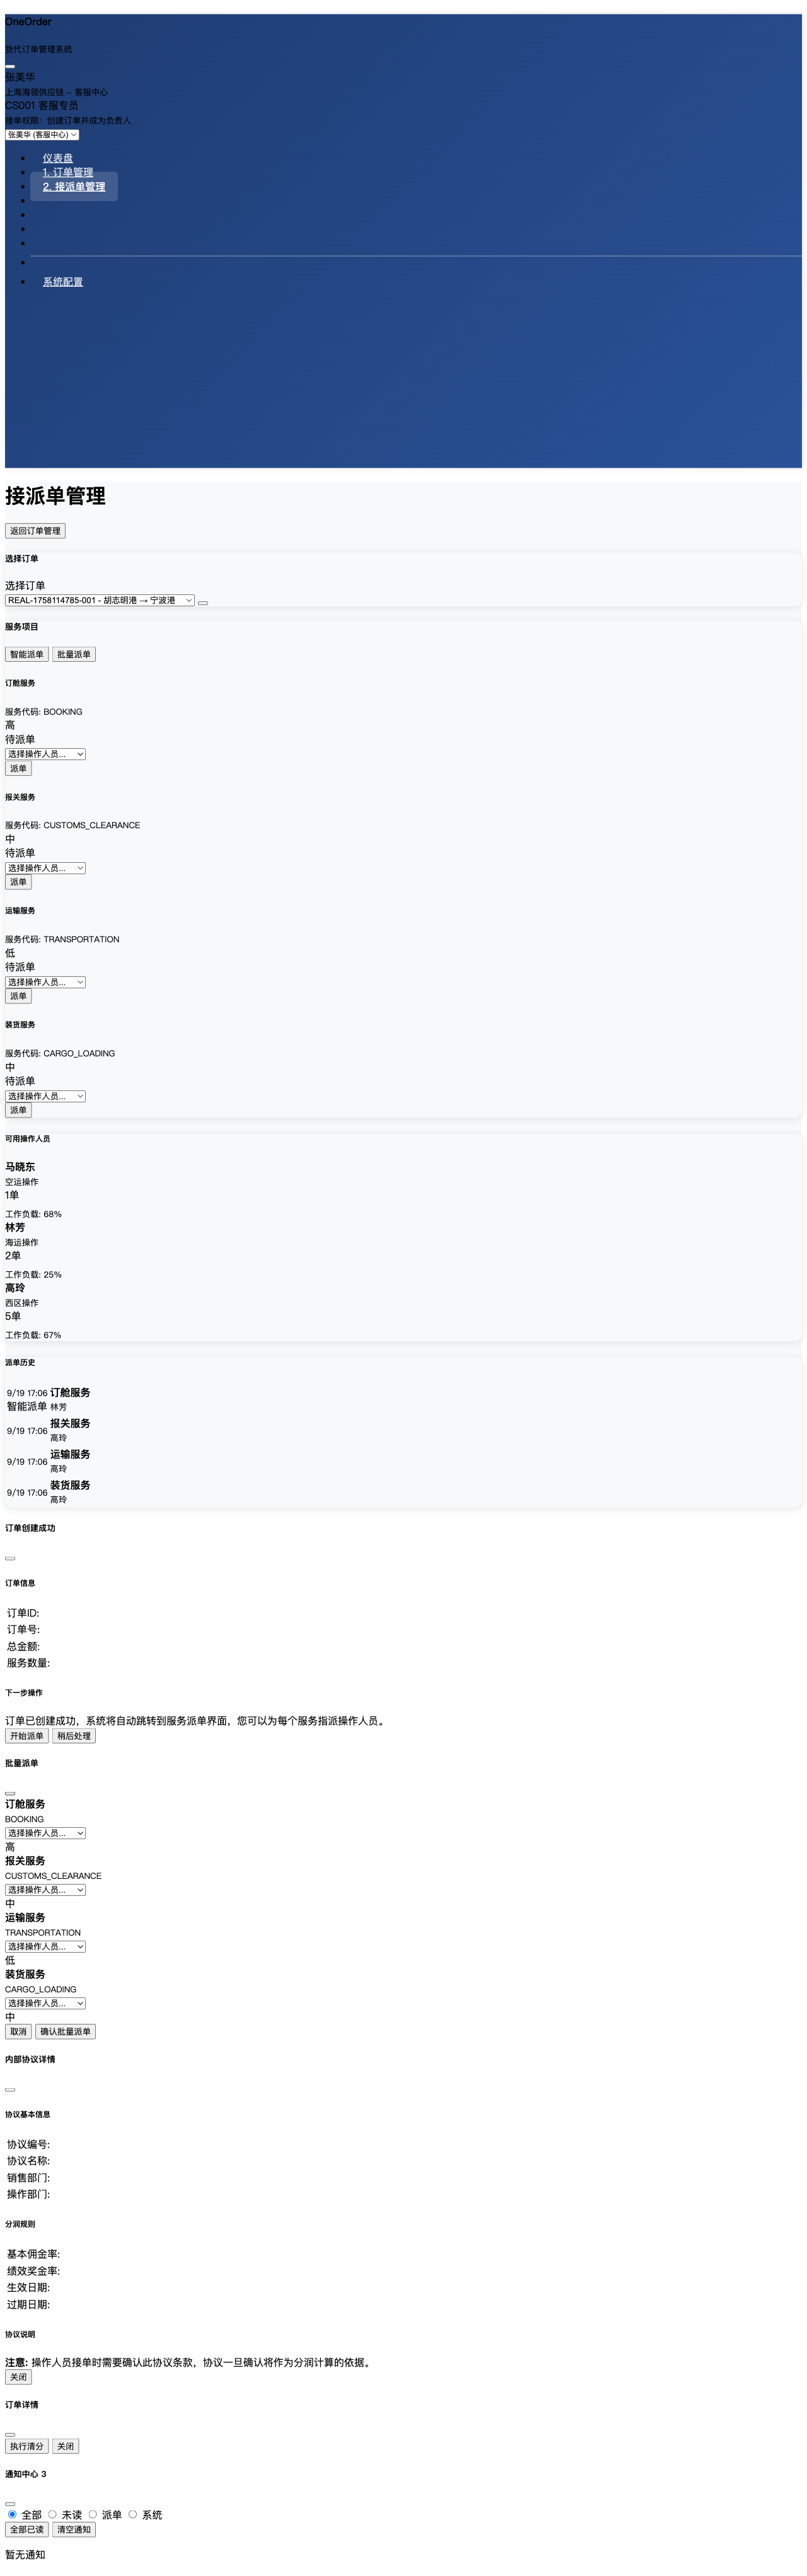 OneOrder
货代订单管理系统
张美华
上海海领供应链 - 客服中心
CS001 客服专员
接单权限：创建订单并成为负责人
张美华 (客服中心)
仪表盘
1. 订单管理
2. 接派单管理
系统配置
接派单管理
返回订单管理
选择订单
选择订单
REAL-1758114785-001 - 胡志明港 → 宁波港
服务项目
智能派单 批量派单
订舱服务
服务代码: BOOKING
高
待派单
选择操作人员...
派单
报关服务
服务代码: CUSTOMS_CLEARANCE
中
待派单
选择操作人员...
派单
运输服务
服务代码: TRANSPORTATION
低
待派单
选择操作人员...
派单
装货服务
服务代码: CARGO_LOADING
中
待派单
选择操作人员...
派单
可用操作人员
马晓东
空运操作
1单
工作负载: 68%
林芳
海运操作
2单
工作负载: 25%
高玲
西区操作
5单
工作负载: 67%
派单历史
9/19 17:06 订舱服务
智能派单 林芳
报关服务
9/19 17:06
高玲
运输服务
9/19 17:06
高玲
装货服务
9/19 17:06
高玲
订单创建成功
订单信息
订单ID:
订单号:
总金额:
服务数量:
下一步操作
订单已创建成功，系统将自动跳转到服务派单界面，您可以为每个服务指派操作人员。
开始派单 稍后处理
批量派单
订舱服务
BOOKING
选择操作人员...
高
报关服务
CUSTOMS_CLEARANCE
选择操作人员...
中
运输服务
TRANSPORTATION
选择操作人员...
低
装货服务
CARGO_LOADING
选择操作人员...
中
取消 确认批量派单
内部协议详情
协议基本信息
协议编号:
协议名称:
销售部门:
操作部门:
分润规则
基本佣金率:
绩效奖金率:
生效日期:
过期日期:
协议说明
注意: 操作人员接单时需要确认此协议条款，协议一旦确认将作为分润计算的依据。
关闭
订单详情
执行清分 关闭
通知中心 3
全部 未读 派单 系统
全部已读 清空通知
暂无通知